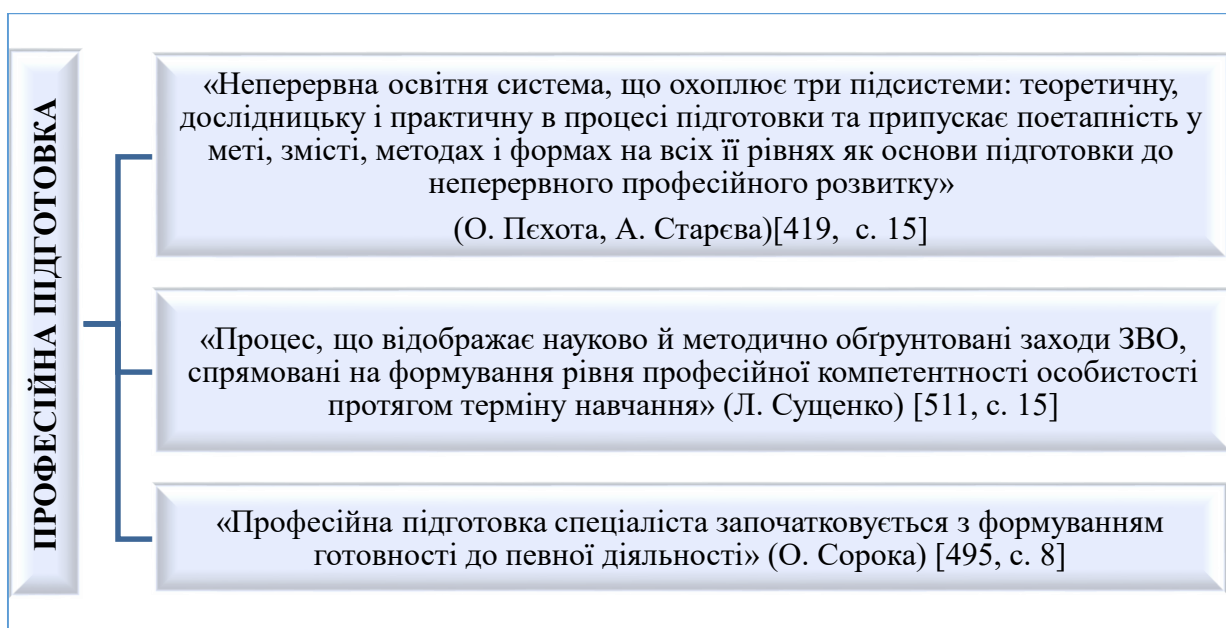 ПРОФЕСІЙНА ПІДГОТОВКА
«Неперервна освітня система, що охоплює три підсистеми: теоретичну,
дослідницьку і практичну в процесі підготовки та припускає поетапність у
меті, змісті, методах і формах на всіх її рівнях як основи підготовки до
неперервного професійного розвитку»
(О. Пєхота, А. Старєва)[419, с. 15]
«Процес, що відображає науково й методично обґрунтовані заходи ЗВО,
спрямовані на формування рівня професійної компетентності особистості
протягом терміну навчання» (Л. Сущенко) [511, с. 15]
«Професійна підготовка спеціаліста започатковується з формуванням
готовності до певної діяльності» (О. Сорока) [495, с. 8]